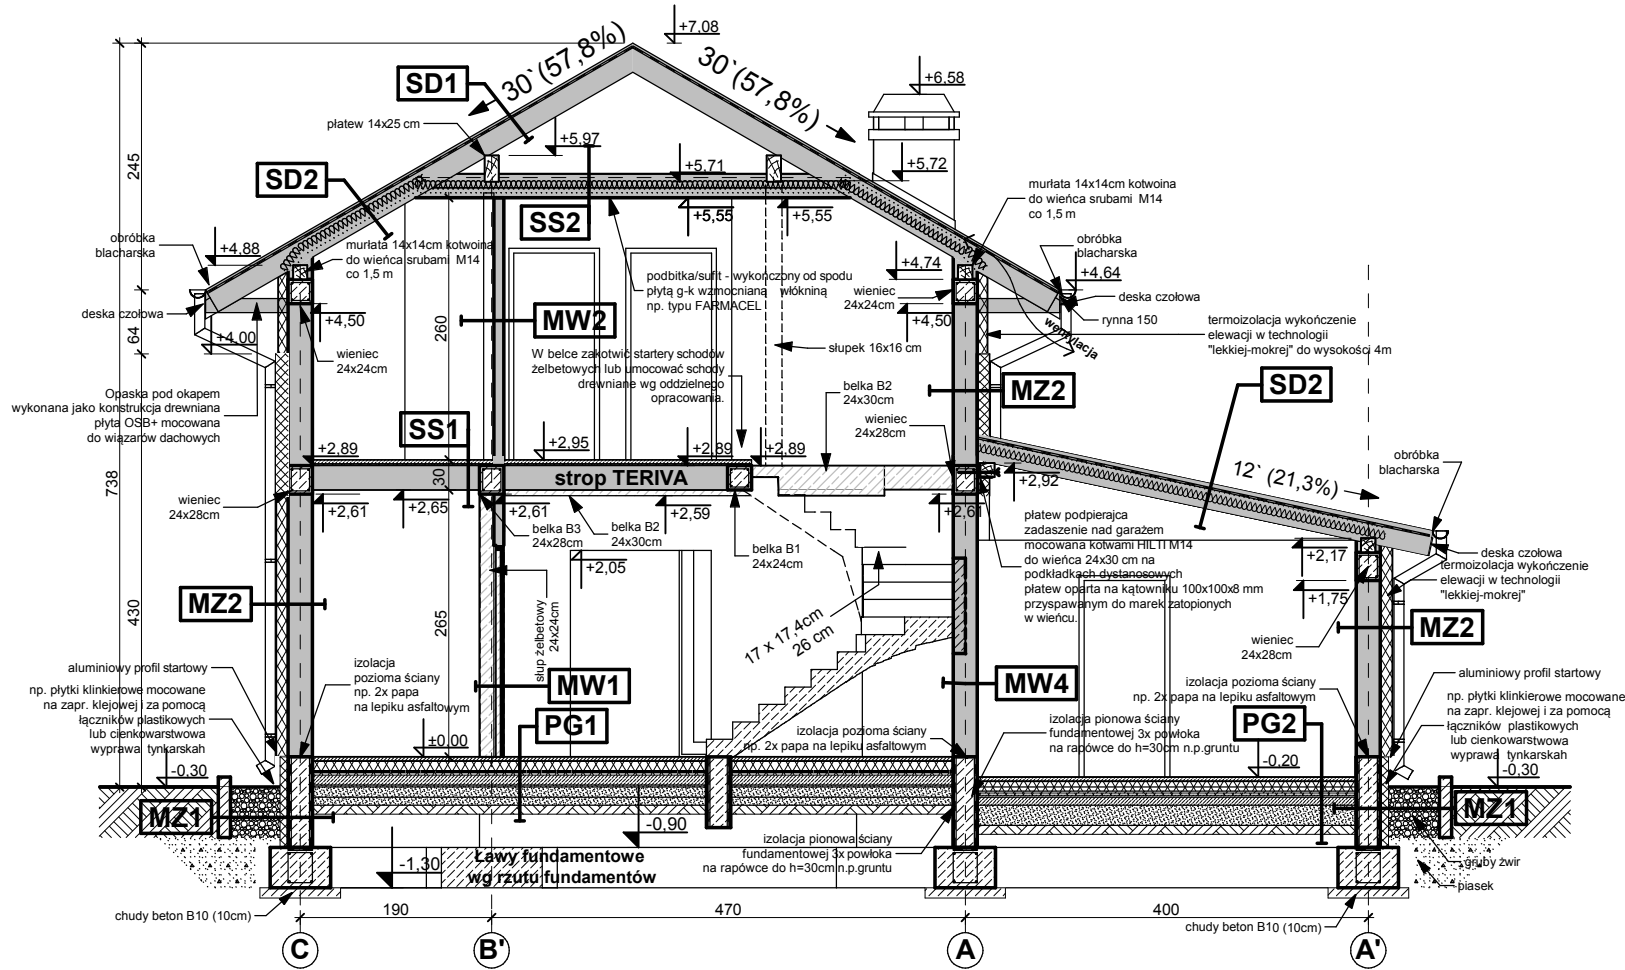 +7,08
30`(57,8%)
30`(57,8%)
SD1
+6,58
platew 14x25 cm
+5,97
245
+5,71
+5,72
SD2
SS2
+5,55
+5,55
murłata 14x14cm kotwoina
do wieńca srubami M14
co 1,5 m
obróbka
blacharska
+4,88
murłata 14x14cm kotwoina
do wieńca srubami M14
co 1,5 m
+4,74
obróbka
blacharska
+4,64
podbitka/sufit - wykończony od spodu
płytą g-k wzmocnianą włókniną
np. typu FARMACEL
wieniec
24x24cm
deska czołowa
deska czołowa
+4,50
MW2
260
+4,50
rynna 150
wentylacja
64
+4,00
termoizolacja wykończenie
elewacji w technologii
"lekkiej-mokrej" do wysokości 4m
wieniec
24x24cm
słupek 16x16 cm
W belce zakotwić startery schodów
żelbetowych lub umocować schody
drewniane wg oddzielnego
opracowania.
belka B2
24x30cm
MZ2
SD2
Opaska pod okapem
wykonana jako konstrukcja drewniana
płyta OSB+ mocowana
do wiązarów dachowych
SS1
wieniec
24x28cm
+2,89
+2,95
+2,89
+2,89
738
30
strop TERIVA
+2,92
12` (21,3%)
obróbka
blacharska
wieniec
24x28cm
+2,61
+2,65
+2,61
+2,59
+2,61
belka B3
24x28cm
belka B2
24x30cm
belka B1
24x24cm
płatew podpierajca
zadaszenie nad garażem
mocowana kotwami HILTI M14
do wieńca 24x30 cm na
podkładkach dystanosowych
płatew oparta na kątowniku 100x100x8 mm
przyspawanym do marek zatopionych
w wieńcu.
+2,05
+2,17
deska czołowa
termoizolacja wykończenie
elewacji w technologii
"lekkiej-mokrej"
+1,75
MZ2
430
265
słup żelbetowy
24x24cm
17 x 17,4cm
26 cm
MZ2
wieniec
24x28cm
aluminiowy profil startowy
izolacja
pozioma ściany
np. 2x papa
na lepiku asfaltowym
MW1
MW4
izolacja pozioma ściany
np. 2x papa na lepiku asfaltowym
aluminiowy profil startowy
np. płytki klinkierowe mocowane
na zapr. klejowej i za pomocą
łączników plastikowych
lub cienkowarstwowa
wyprawa tynkarskah
PG1
±0,00
izolacja pozioma ściany
np. 2x papa na lepiku asfaltowym
izolacja pionowa ściany
fundamentowej 3x powłoka
na rapówce do h=30cm n.p.gruntu
PG2
np. płytki klinkierowe mocowane
na zapr. klejowej i za pomocą
łączników plastikowych
lub cienkowarstwowa
wyprawa tynkarskah
-0,30
-0,20
-0,30
MZ1
MZ1
-0,90
izolacja pionowa ściany
fundamentowej 3x powłoka
na rapówce do h=30cm n.p.gruntu
-1,30
Ławy fundamentowe
wg rzutu fundamentów
gruby żwir
piasek
chudy beton B10 (10cm)
190
470
400
chudy beton B10 (10cm)
C
B'
A
A'